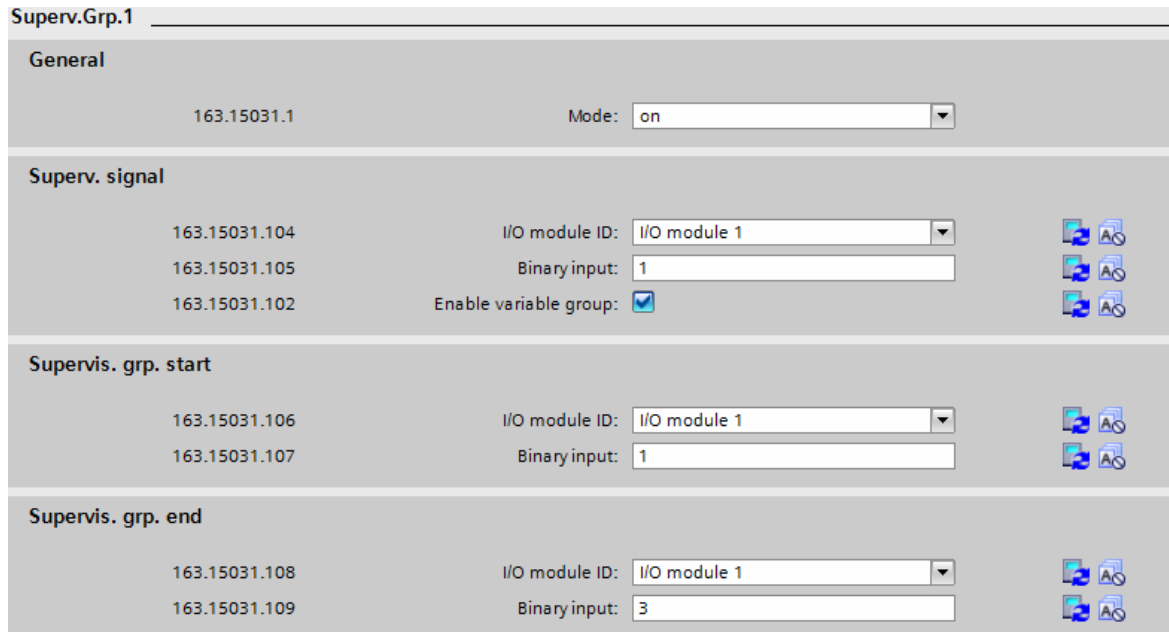 Superv.Grp.1
General
163.15031.1 Mode: on
Superv. signal
163.15031.104 I/O module ID: I/O module 1
163.15031.105 Binary input: 1
163.15031.102 Enable variable group:
Supervis. grp. start
163.15031.106 I/O module ID: I/O module 1
163.15031.107 Binary input: 1
Supervis. grp. end
163.15031.108 I/O module ID: I/O module 1
163.15031.109 Binary input: 3